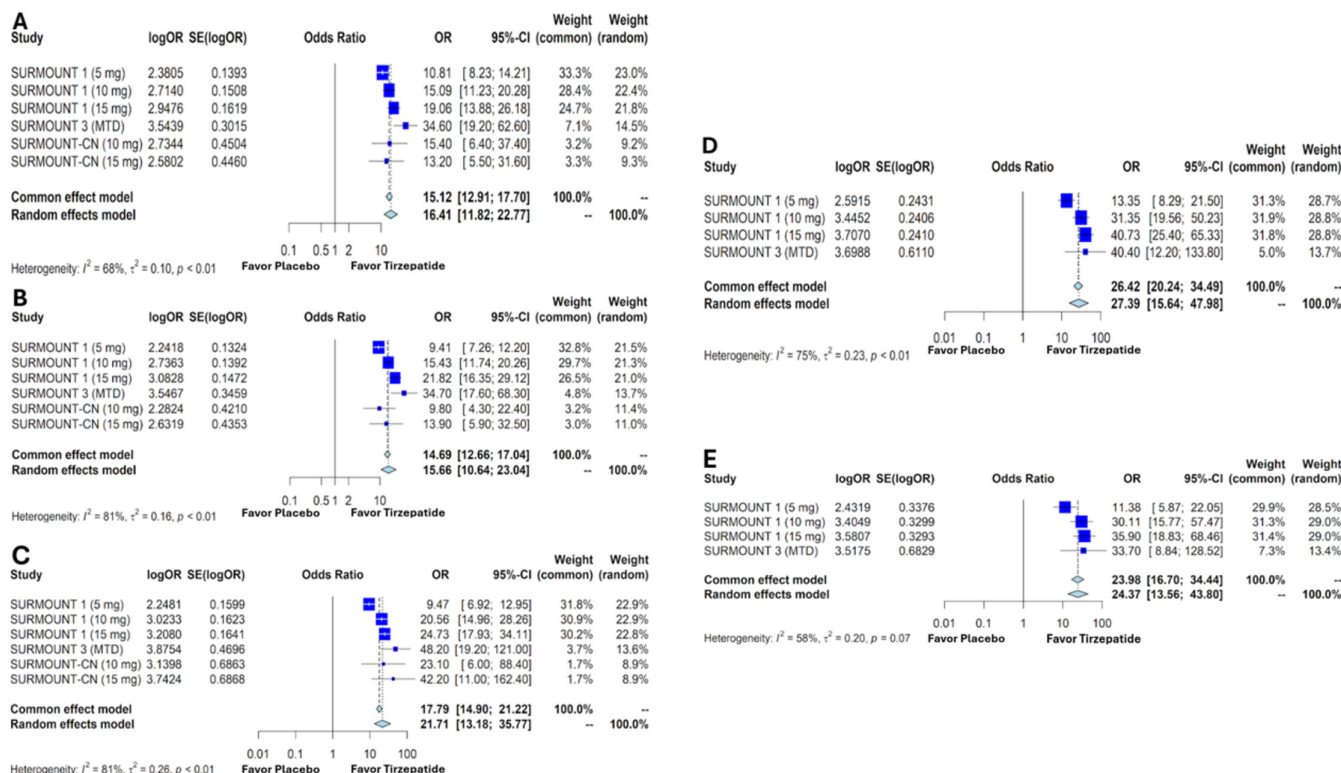 A
Weight Weight
Study logOR SE(logOR) Odds Ratio OR 95%-CI (common) (random)
SURMOUNT 1 (5 mg) 2.3805 0.1393 10.81 [ 8.23; 14.21] 33.3% 23.0%
SURMOUNT 1 (10 mg) 2.7140 0.1508 15.09 [11.23; 20.28] 28.4% 22.4%
SURMOUNT 1 (15 mg) 2.9476 0.1619 19.06 [13.88; 26.18] 24.7% 21.8%
SURMOUNT 3 (MTD) 3.5439 0.3015 34.60 [19.20; 62.60] 7.1% 14.5%
SURMOUNT-CN (10 mg) 2.7344 0.4504 15.40 [ 6.40; 37.40] 3.2% 9.2%
SURMOUNT-CN (15 mg) 2.5802 0.4460 13.20 [ 5.50; 31.60] 3.3% 9.3%
Common effect model 15.12 [12.91; 17.70] 100.0% --
Random effects model 16.41 [11.82; 22.77] -- 100.0%
0.1 0.5 1 2 10
Heterogeneity: I² = 68%, τ² = 0.10, p < 0.01 Favor Placebo Favor Tirzepatide
B
Weight Weight
Study logOR SE(logOR) Odds Ratio OR 95%-CI (common) (random)
SURMOUNT 1 (5 mg) 2.2418 0.1324 9.41 [ 7.26; 12.20] 32.8% 21.5%
SURMOUNT 1 (10 mg) 2.7363 0.1392 15.43 [11.74; 20.26] 29.7% 21.3%
SURMOUNT 1 (15 mg) 3.0828 0.1472 21.82 [16.35; 29.12] 26.5% 21.0%
SURMOUNT 3 (MTD) 3.5467 0.3459 34.70 [17.60; 68.30] 4.8% 13.7%
SURMOUNT-CN (10 mg) 2.2824 0.4210 9.80 [ 4.30; 22.40] 3.2% 11.4%
SURMOUNT-CN (15 mg) 2.6319 0.4353 13.90 [ 5.90; 32.50] 3.0% 11.0%
Common effect model 14.69 [12.66; 17.04] 100.0% --
Random effects model 15.66 [10.64; 23.04] -- 100.0%
0.1 0.5 1 2 10
Heterogeneity: I² = 81%, τ² = 0.16, p < 0.01 Favor Placebo Favor Tirzepatide
C
Weight Weight
Study logOR SE(logOR) Odds Ratio OR 95%-CI (common) (random)
SURMOUNT 1 (5 mg) 2.2481 0.1599 9.47 [ 6.92; 12.95] 31.8% 22.9%
SURMOUNT 1 (10 mg) 3.0233 0.1623 20.56 [14.96; 28.26] 30.9% 22.9%
SURMOUNT 1 (15 mg) 3.2080 0.1641 24.73 [17.93; 34.11] 30.2% 22.8%
SURMOUNT 3 (MTD) 3.8754 0.4696 48.20 [19.20; 121.00] 3.7% 13.6%
SURMOUNT-CN (10 mg) 3.1398 0.6863 23.10 [ 6.00; 88.40] 1.7% 8.9%
SURMOUNT-CN (15 mg) 3.7424 0.6868 42.20 [11.00; 162.40] 1.7% 8.9%
Common effect model 17.79 [14.90; 21.22] 100.0% --
Random effects model 21.71 [13.18; 35.77] -- 100.0%
0.01 0.1 1 10 100
Heterogeneity: I² = 81%, τ² = 0.26, p < 0.01 Favor Placebo Favor Tirzepatide
D
Weight Weight
Study logOR SE(logOR) Odds Ratio OR 95%-CI (common) (random)
SURMOUNT 1 (5 mg) 2.5915 0.2431 13.35 [ 8.29; 21.50] 31.3% 28.7%
SURMOUNT 1 (10 mg) 3.4452 0.2406 31.35 [19.56; 50.23] 31.9% 28.8%
SURMOUNT 1 (15 mg) 3.7070 0.2410 40.73 [25.40; 65.33] 31.8% 28.8%
SURMOUNT 3 (MTD) 3.6988 0.6110 40.40 [12.20; 133.80] 5.0% 13.7%
Common effect model 26.42 [20.24; 34.49] 100.0% --
Random effects model 27.39 [15.64; 47.98] -- 100.0%
0.01 0.1 1 10 100
Heterogeneity: I² = 75%, τ² = 0.23, p < 0.01 Favor Placebo Favor Tirzepatide
E
Weight Weight
Study logOR SE(logOR) Odds Ratio OR 95%-CI (common) (random)
SURMOUNT 1 (5 mg) 2.4319 0.3376 11.38 [ 5.87; 22.05] 29.9% 28.5%
SURMOUNT 1 (10 mg) 3.4049 0.3299 30.11 [15.77; 57.47] 31.3% 29.0%
SURMOUNT 1 (15 mg) 3.5807 0.3293 35.90 [18.83; 68.46] 31.4% 29.0%
SURMOUNT 3 (MTD) 3.5175 0.6829 33.70 [ 8.84; 128.52] 7.3% 13.4%
Common effect model 23.98 [16.70; 34.44] 100.0% --
Random effects model 24.37 [13.56; 43.80] -- 100.0%
0.01 0.1 1 10 100
Heterogeneity: I² = 58%, τ² = 0.20, p = 0.07 Favor Placebo Favor Tirzepatide